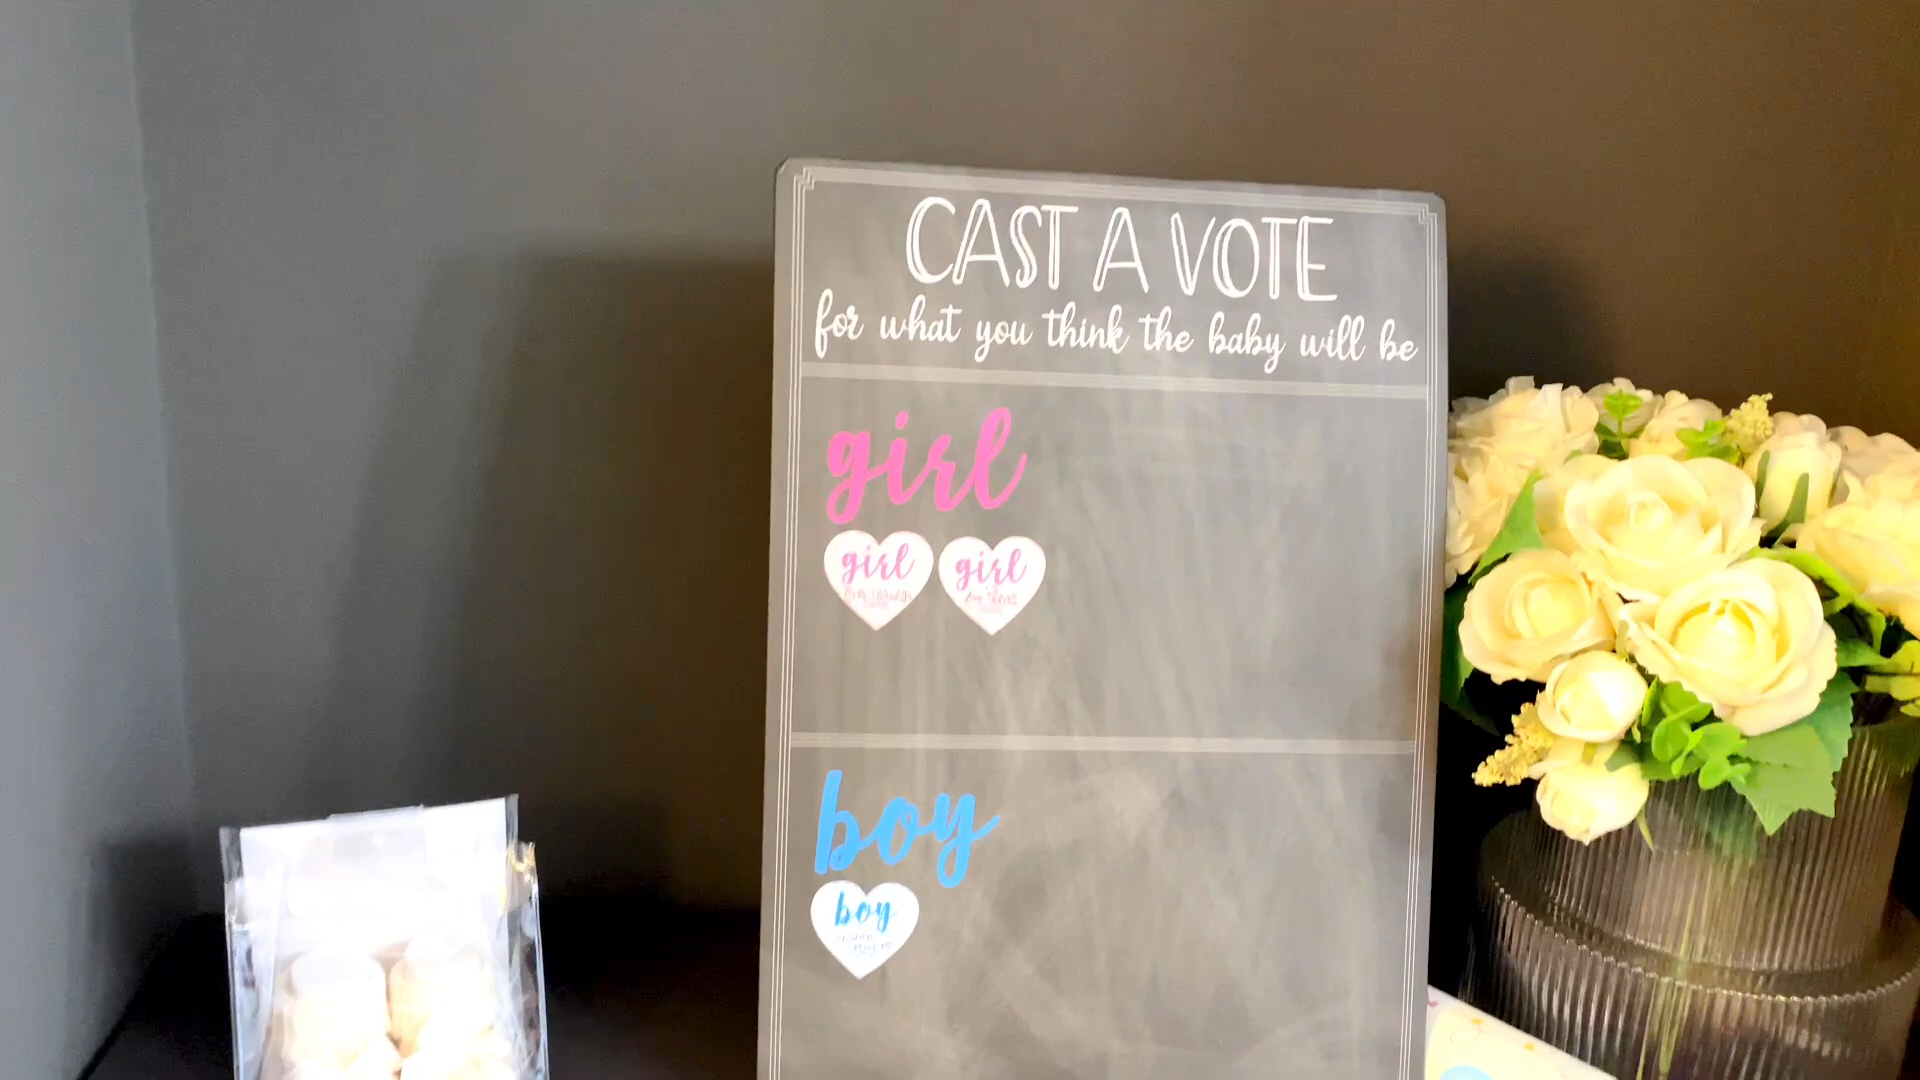 CAST A VOTE
for what you think the baby will be
girl
girl girl
boy
boy